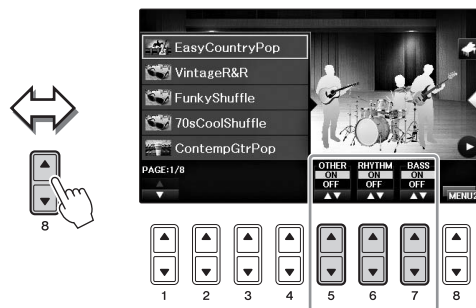 EasyCountryPop
VintageR&R
FunkyShuffle
70sCoolShuffle
ContempGtrPop
PAGE:1/8
OTHER RHYTHM BASS
ON ON ON
OFF OFF OFF
MENU2
8
1 2 3 4 5 6 7 8